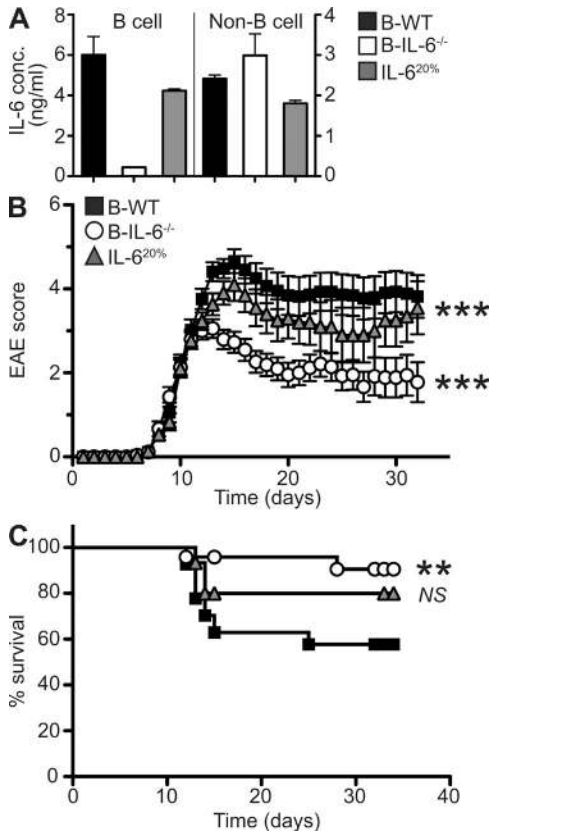 A
B cell
Non-B cell
IL-6 conc.
(ng/ml)
8
6
4
2
0
4
3
2
1
0
B-WT
B-IL-6-/-
IL-620%
B
EAE score
6
4
2
0
B-WT
B-IL-6-/-
IL-620%
***
***
10
20
30
Time (days)
C
% survival
100
80
60
40
20
0
**
NS
0
10
20
30
40
Time (days)